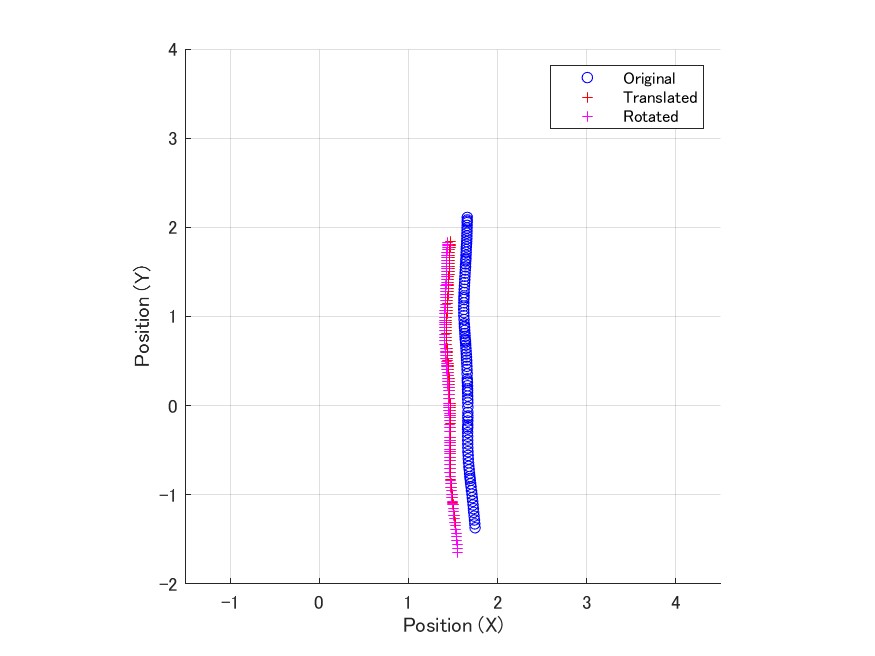 4
3
2
1
0
-1
-2
Position (Y)
Original
Translated
Rotated
-1 0 1 2 3 4
Position (X)